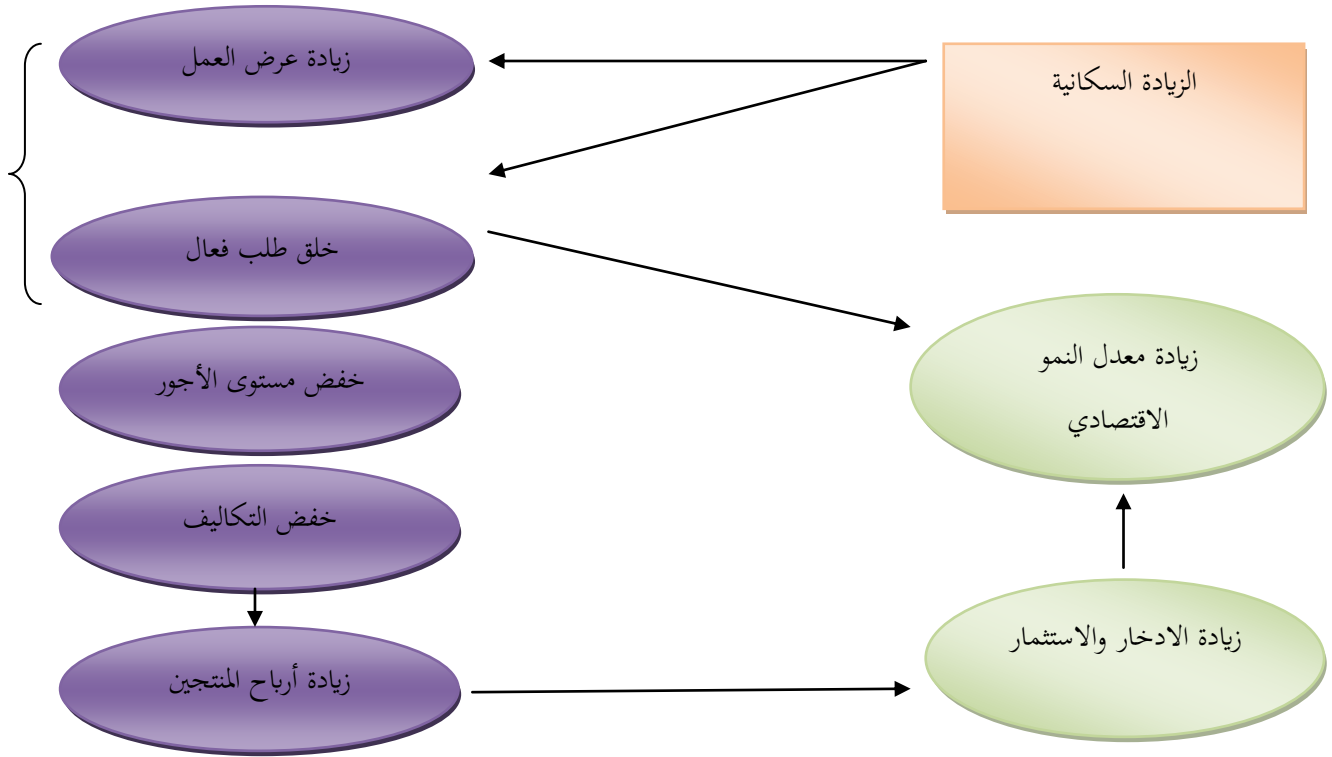 الزيادة السكانية
زيادة عرض العمل
خلق طلب فعال
زيادة معدل النمو
الاقتصادي
خفض مستوى الأجور
خفض التكاليف
زيادة الادخار والاستثمار
زيادة أرباح المنتجين